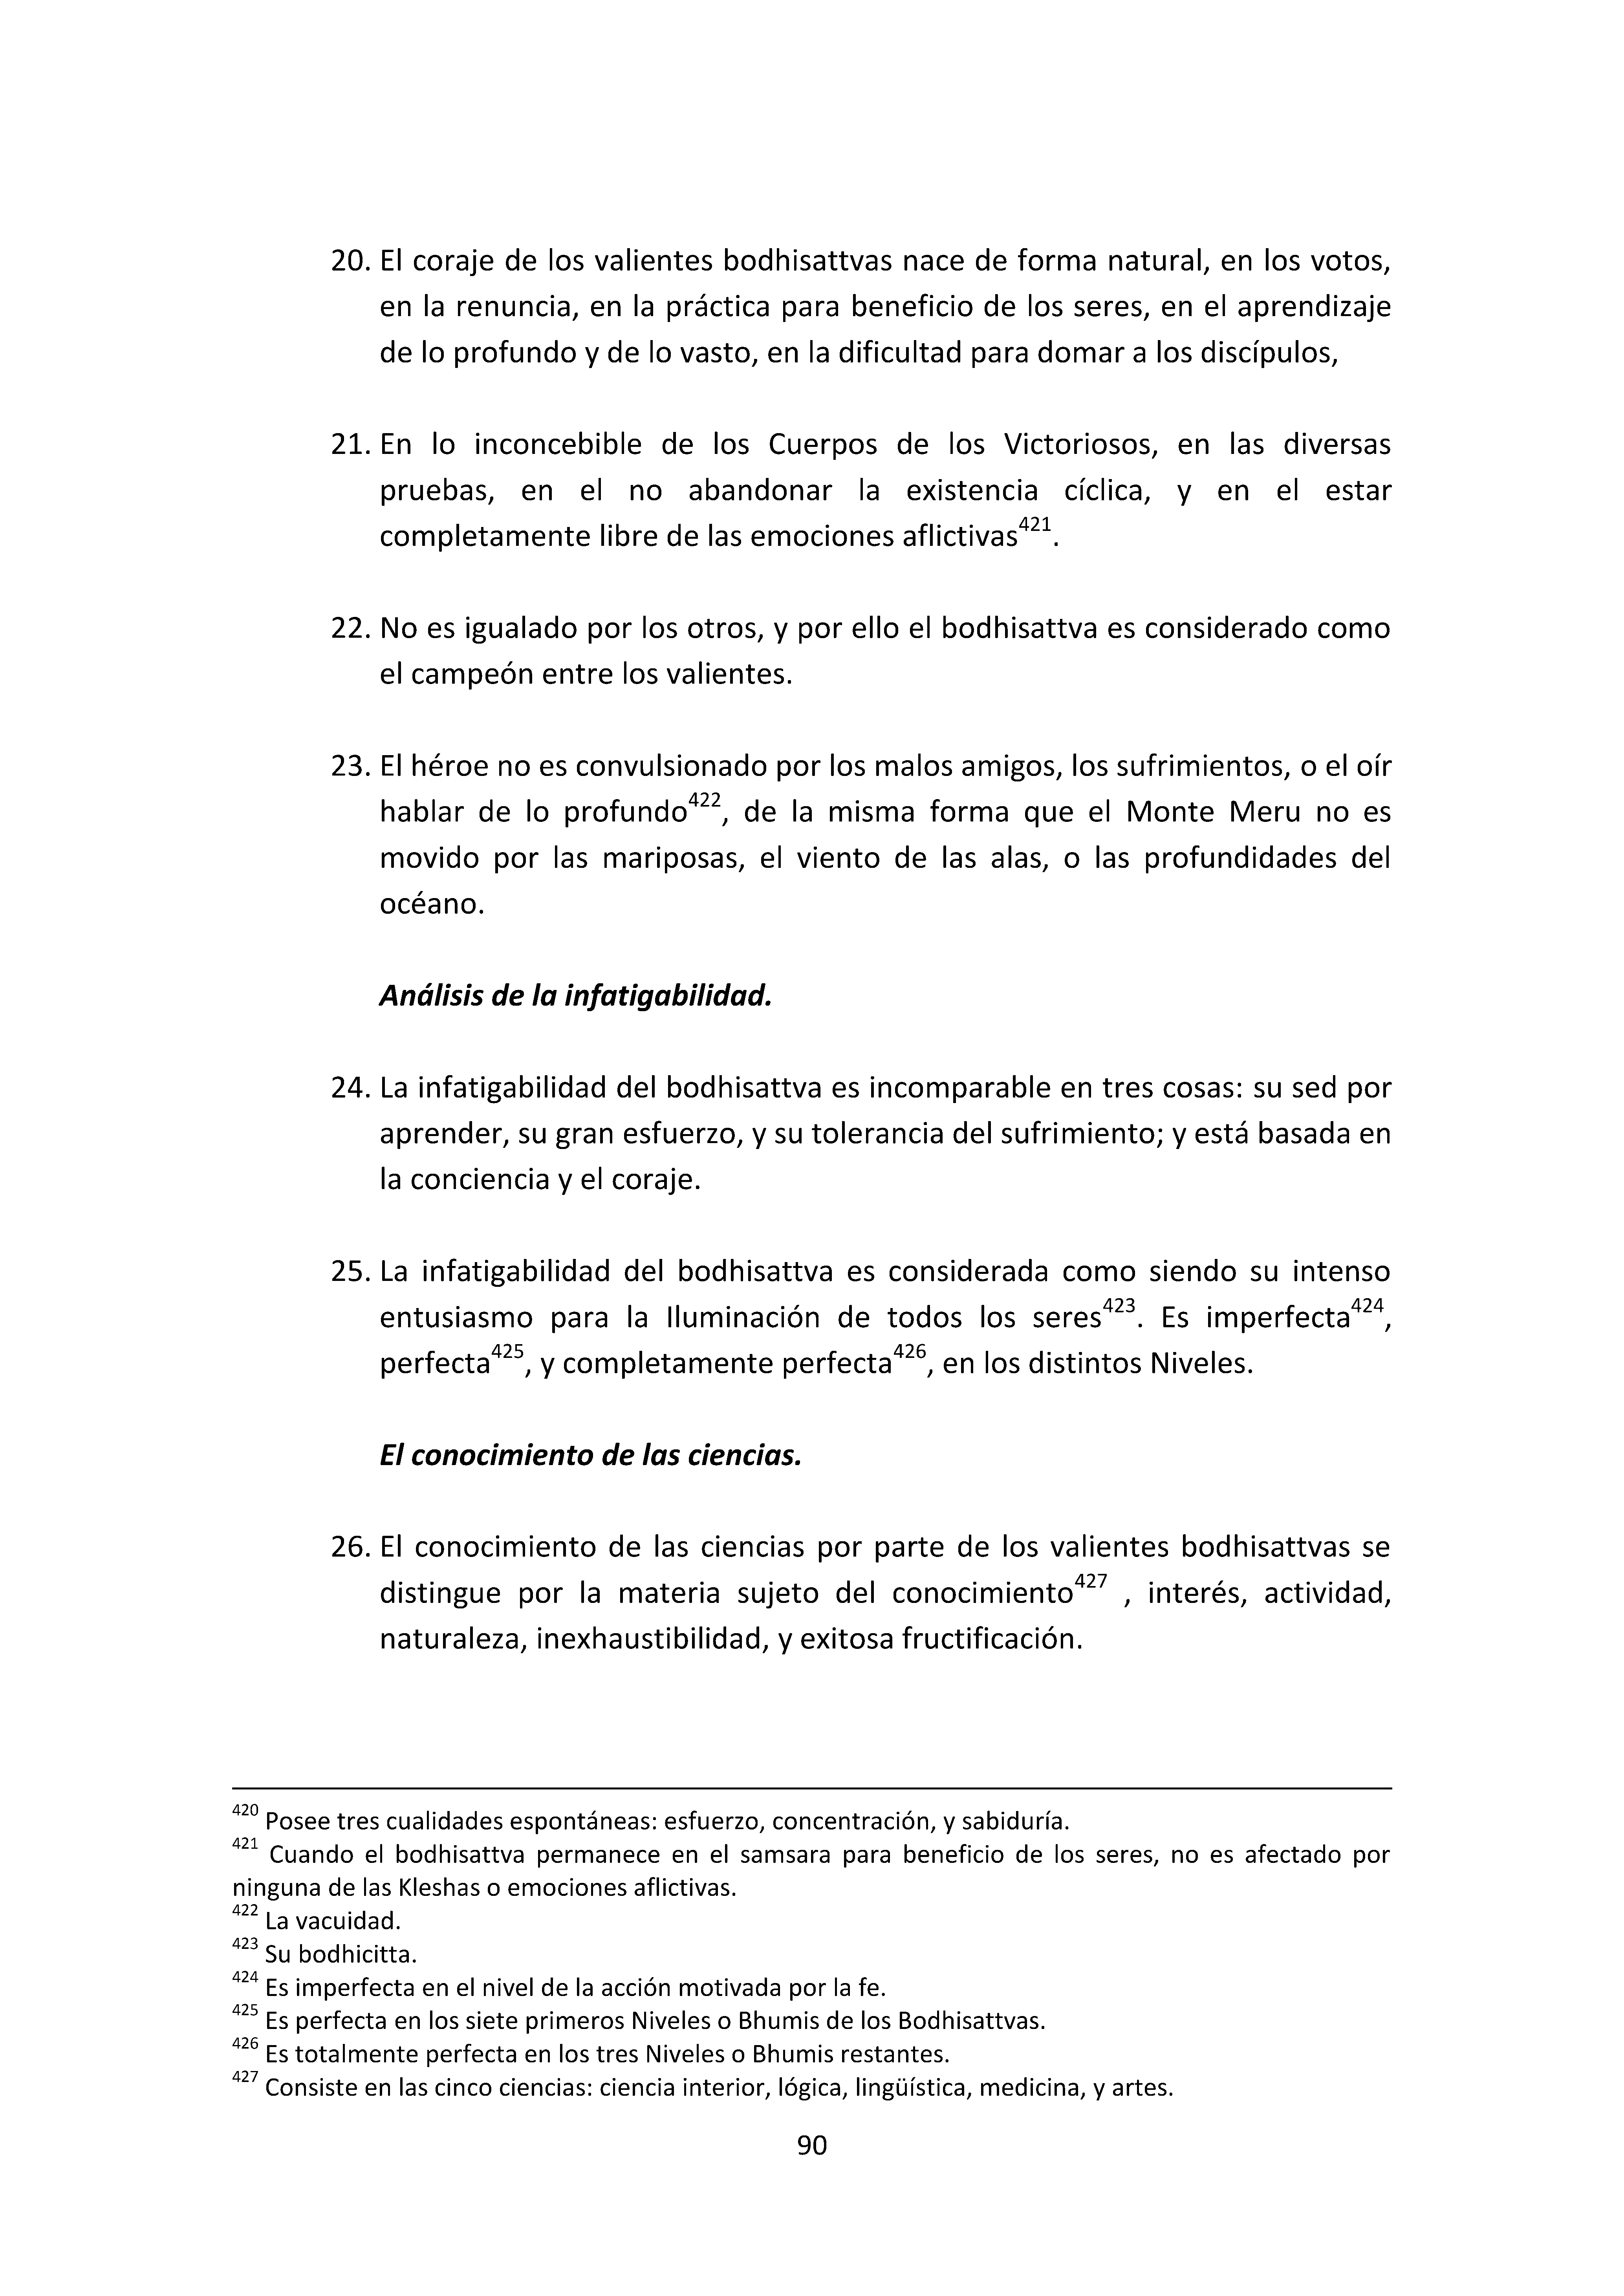 20. El coraje de los valientes bodhisattvas nace de forma natural, en los votos,
en la renuncia, en la práctica para beneficio de los seres, en el aprendizaje
de lo profundo y de lo vasto, en la dificultad para domar a los discípulos,
21. En lo inconcebible de los Cuerpos de los Victoriosos, en las diversas
pruebas, en el no abandonar la existencia cíclica, y en el estar
completamente libre de las emociones aflictivas421.
22. No es igualado por los otros, y por ello el bodhisattva es considerado como
el campeón entre los valientes.
23. El héroe no es convulsionado por los malos amigos, los sufrimientos, o el oír
hablar de lo profundo422, de la misma forma que el Monte Meru no es
movido por las mariposas, el viento de las alas, o las profundidades del
océano.
Análisis de la infatigabilidad.
24. La infatigabilidad del bodhisattva es incomparable en tres cosas: su sed por
aprender, su gran esfuerzo, y su tolerancia del sufrimiento; y está basada en
la conciencia y el coraje.
25. La infatigabilidad del bodhisattva es considerada como siendo su intenso
entusiasmo para la Iluminación de todos los seres423. Es imperfecta424,
perfecta425, y completamente perfecta426, en los distintos Niveles.
El conocimiento de las ciencias.
26. El conocimiento de las ciencias por parte de los valientes bodhisattvas se
distingue por la materia sujeto del conocimiento427 , interés, actividad,
naturaleza, inexhaustibilidad, y exitosa fructificación.
420 Posee tres cualidades espontáneas: esfuerzo, concentración, y sabiduría.
421 Cuando el bodhisattva permanece en el samsara para beneficio de los seres, no es afectado por
ninguna de las Kleshas o emociones aflictivas.
422 La vacuidad.
423 Su bodhicitta.
424 Es imperfecta en el nivel de la acción motivada por la fe.
425 Es perfecta en los siete primeros Niveles o Bhumis de los Bodhisattvas.
426 Es totalmente perfecta en los tres Niveles o Bhumis restantes.
427 Consiste en las cinco ciencias: ciencia interior, lógica, lingüística, medicina, y artes.
90